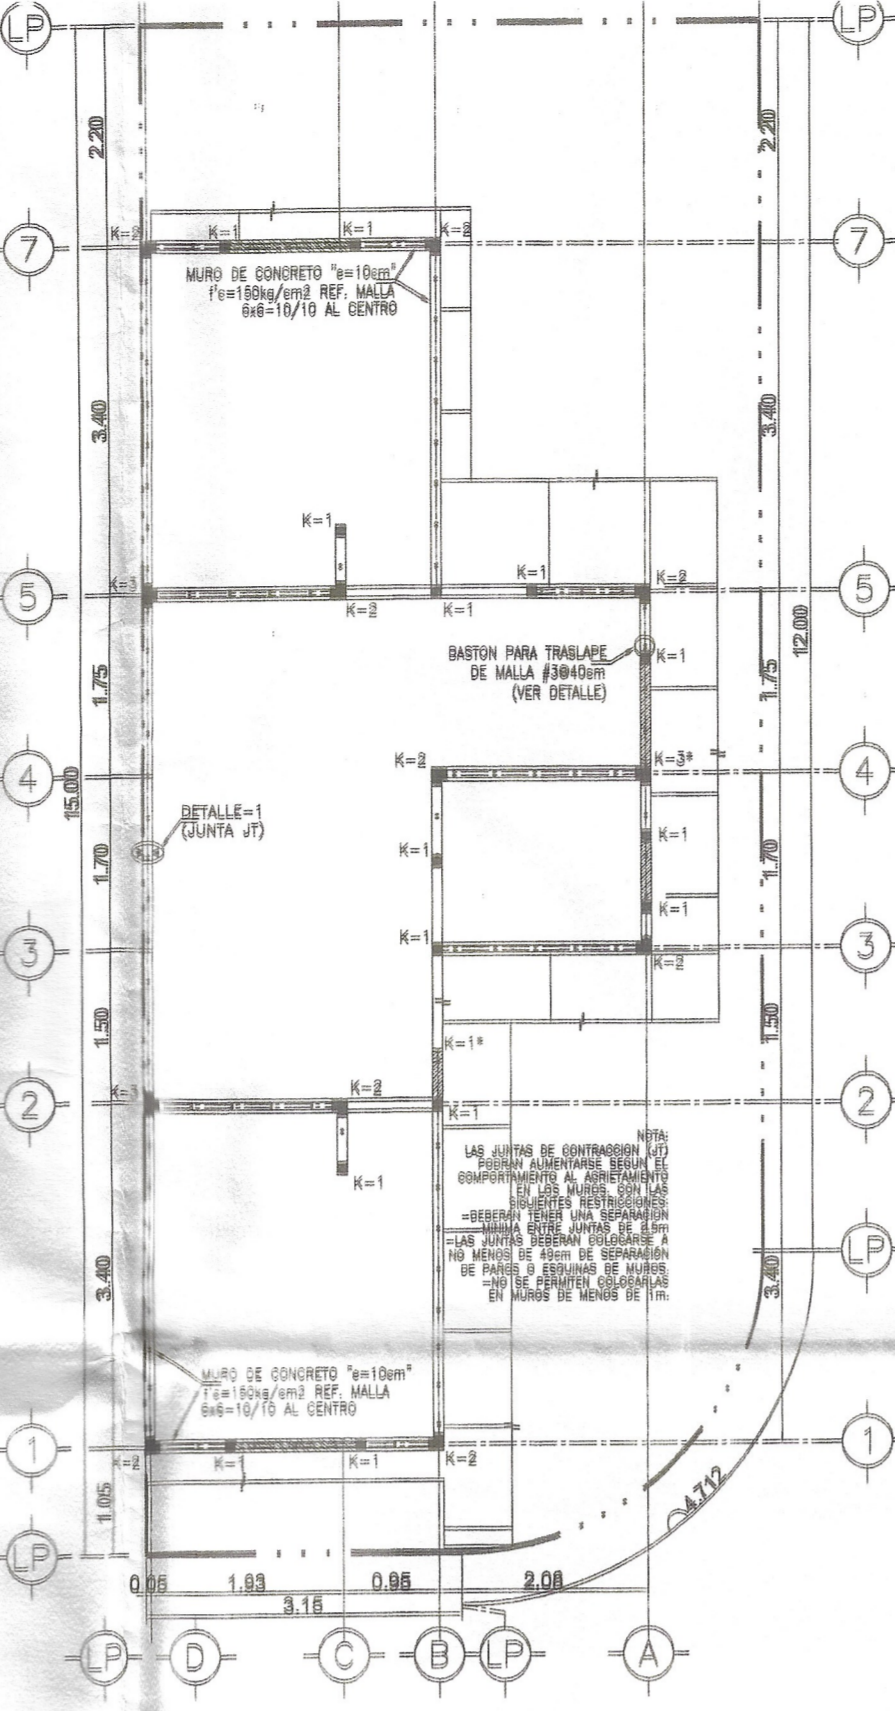 LP
LP
2.20
2.20
K-2
K-1
K-1
K-2
7
7
MURO DE CONCRETO "e=10cm"
f'c=150kg/cm2 REF. MALLA
6x6-10/10 AL CENTRO
3.40
3.40
K-1
K-3
K-1
K-2
5
5
K-2
K-1
12.00
BASTON PARA TRASLAPE
DE MALLA #3@40cm
(VER DETALLE)
K-1
1.75
1.75
K-2
K-3*
4
4
15.00
DETALLE-1
(JUNTA JT)
K-1
K-1
1.70
1.70
K-1
K-1
3
3
K-2
1.50
1.50
K-1*
K-3
K-2
K-1
2
2
K-1
NOTA:
LAS JUNTAS DE CONTRACCION (JT)
PODRAN AUMENTARSE SEGUN EL
COMPORTAMIENTO AL AGRIETAMIENTO
EN LOS MUROS, CON LAS
SIGUIENTES RESTRICCIONES:
-DEBERAN TENER UNA SEPARACION
MINIMA ENTRE JUNTAS DE
-LAS JUNTAS DEBERAN COLOCARSE A
NO MENOS DE 40cm DE SEPARACION
DE PAÑOS O ESQUINAS DE MUROS.
-NO SE PERMITEN COLOCARLAS
EN MUROS DE MENOS DE 1m.
LP
3.40
3.40
MURO DE CONCRETO "e=10cm"
f'c=150kg/cm2 REF. MALLA
6x6-10/10 AL CENTRO
1
1
K-2
K-1
K-1
K-2
1.05
4.712
LP
0.05
1.93
0.95
2.08
3.15
LP
D
C
B
LP
A